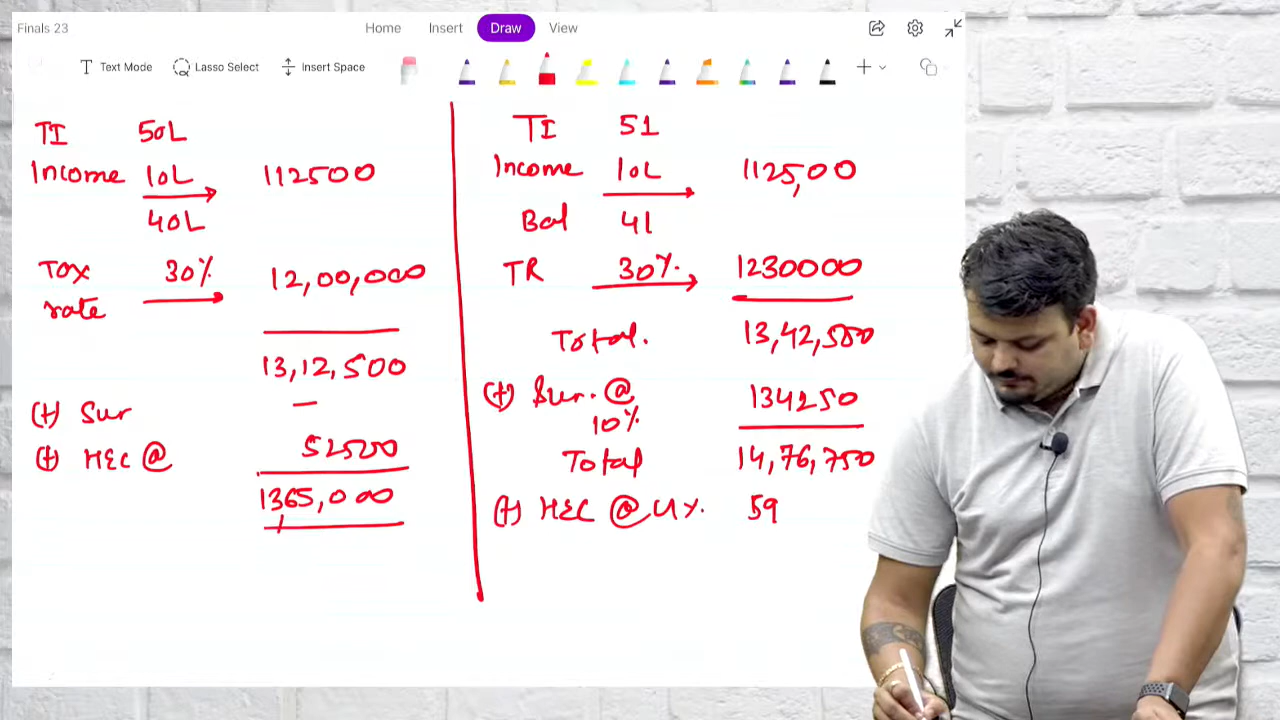 Finals 23
Home Insert Draw View
Text Mode Lasso Select Insert Space
TI 50L
Income 10L 112500
40L
Tax 30% 12,00,000
rate
13,12,500
(+) Sur —
(+) HEC @ 52500
1365,000
TI 51
Income 10L 1125,00
Bal 41
TR 30%. 1230000
Total. 13,42,500
(+) Sur. @ 134250
10%
Total 14,76,750
(+) HEC @ 4%. 59